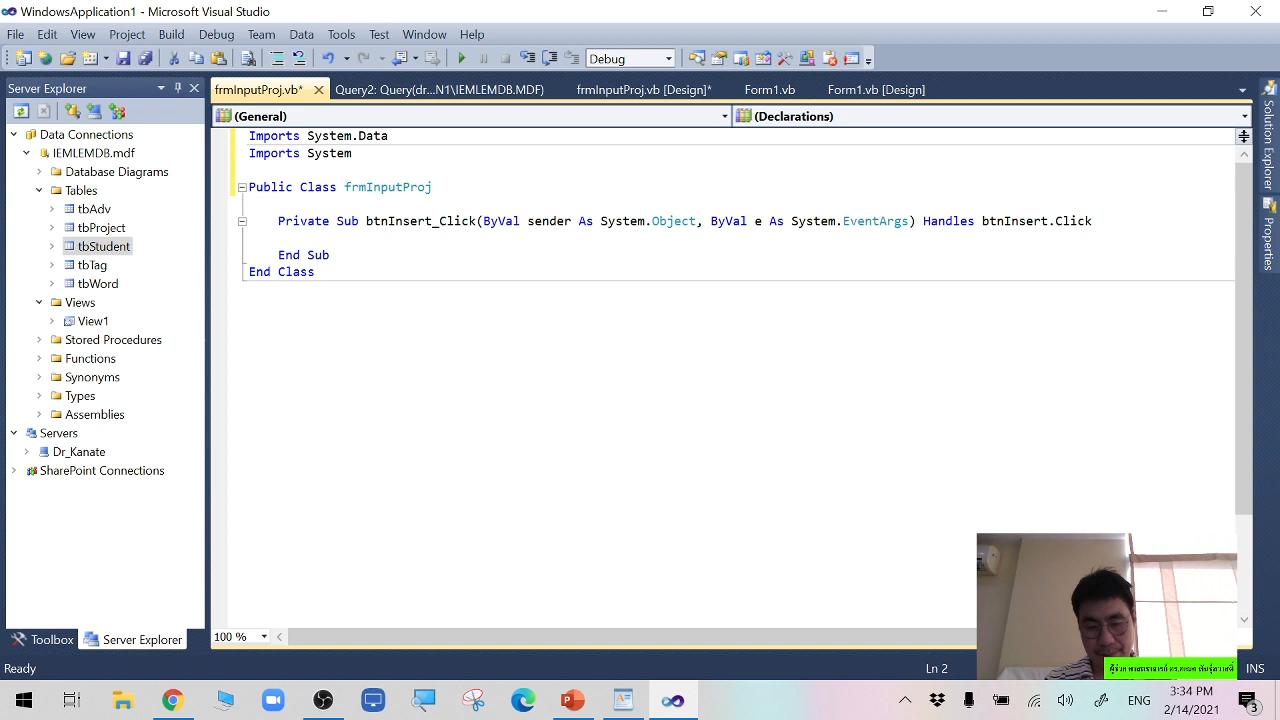 WindowsApplication1 - Microsoft Visual Studio
File Edit View Project Build Debug Team Data Tools Test Window Help
Debug
Server Explorer
frmInputProj.vb*
Query2: Query(dr...N1\IEMLEMDB.MDF)
frmInputProj.vb [Design]*
Form1.vb
Form1.vb [Design]
(General)
(Declarations)
Data Connections
IEMLEMDB.mdf
Database Diagrams
Tables
tbAdv
tbProject
tbStudent
tbTag
tbWord
Views
View1
Stored Procedures
Functions
Synonyms
Types
Assemblies
Servers
Dr_Kanate
SharePoint Connections
Toolbox
Server Explorer
Imports System.Data
Imports System
Public Class frmInputProj
Private Sub btnInsert_Click(ByVal sender As System.Object, ByVal e As System.EventArgs) Handles btnInsert.Click
End Sub
End Class
100 %
Solution Explorer
Properties
Ready
Ln 2
INS
ENG
3:34 PM
2/14/2021
3